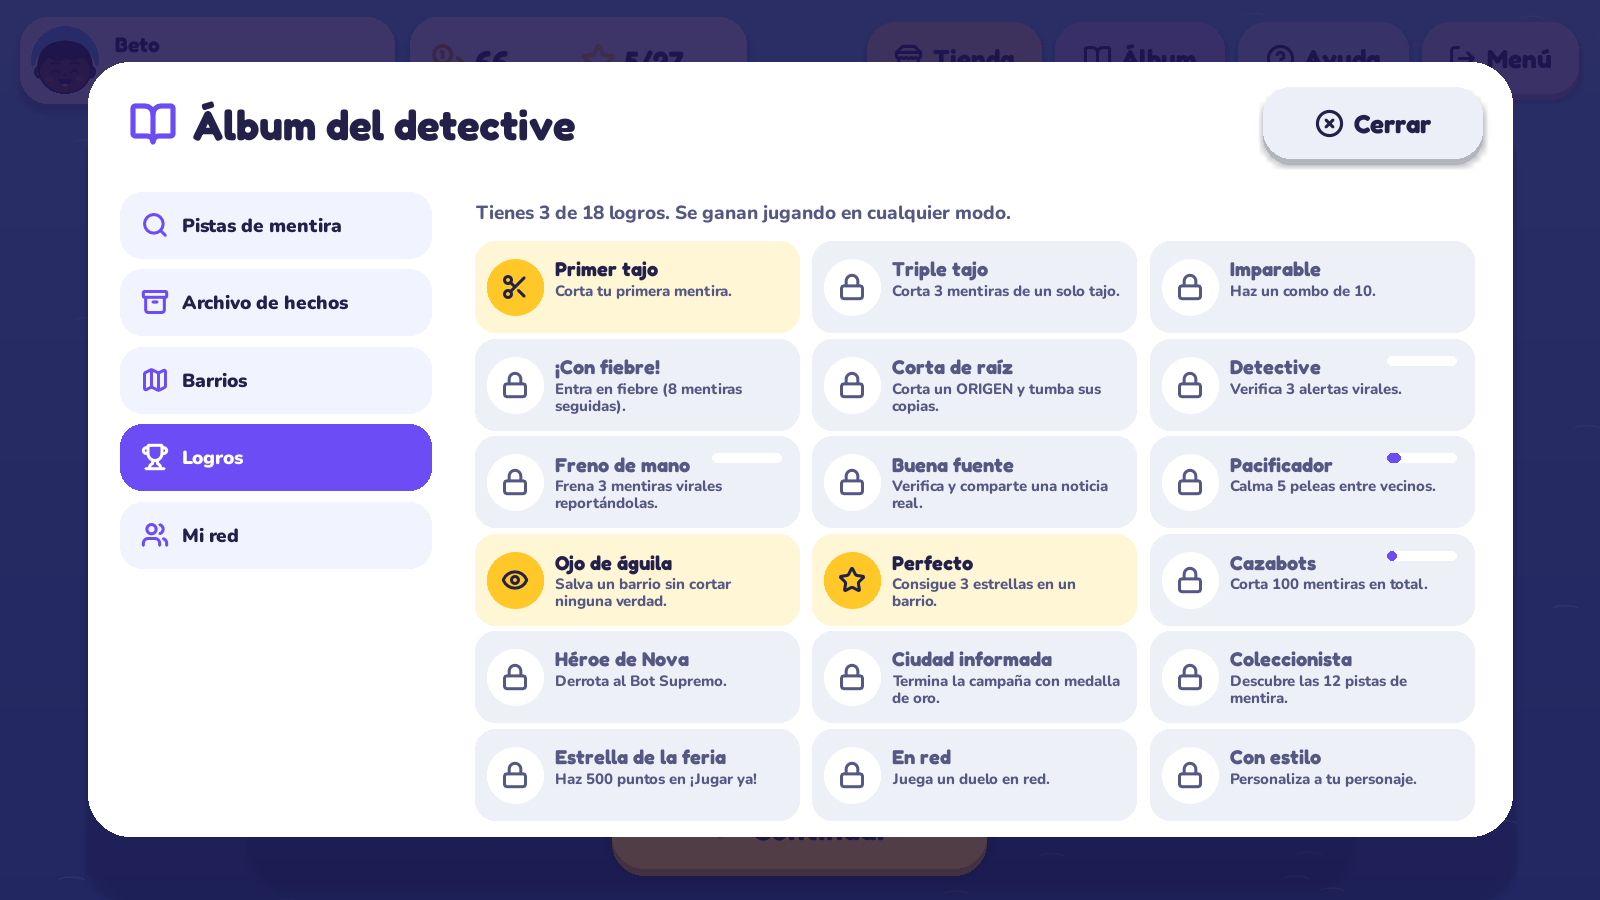 Beto
66
5/27
Tienda
Álbum
Ayuda
Menú
Álbum del detective
Cerrar
Pistas de mentira
Archivo de hechos
Barrios
Logros
Mi red
Tienes 3 de 18 logros. Se ganan jugando en cualquier modo.
Primer tajo
Corta tu primera mentira.
Triple tajo
Corta 3 mentiras de un solo tajo.
Imparable
Haz un combo de 10.
¡Con fiebre!
Entra en fiebre (8 mentiras
seguidas).
Corta de raíz
Corta un ORIGEN y tumba sus
copias.
Detective
Verifica 3 alertas virales.
Freno de mano
Frena 3 mentiras virales
reportándolas.
Buena fuente
Verifica y comparte una noticia
real.
Pacificador
Calma 5 peleas entre vecinos.
Ojo de águila
Salva un barrio sin cortar
ninguna verdad.
Perfecto
Consigue 3 estrellas en un
barrio.
Cazabots
Corta 100 mentiras en total.
Héroe de Nova
Derrota al Bot Supremo.
Ciudad informada
Termina la campaña con medalla
de oro.
Coleccionista
Descubre las 12 pistas de
mentira.
Estrella de la feria
Haz 500 puntos en ¡Jugar ya!
En red
Juega un duelo en red.
Con estilo
Personaliza a tu personaje.
Continuar